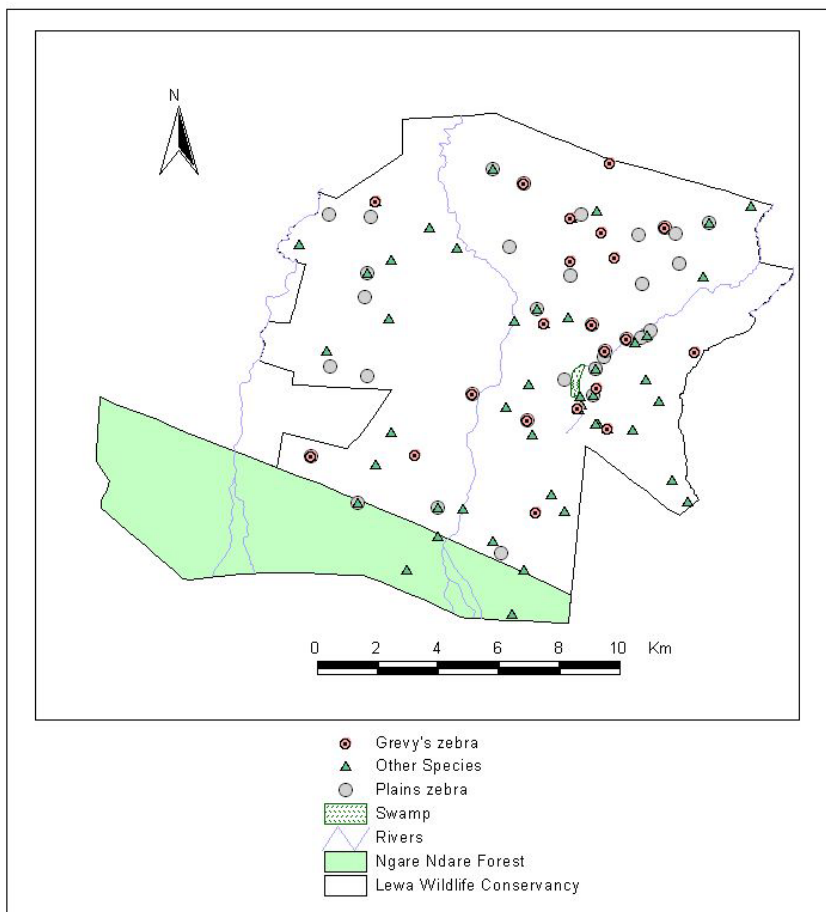 N
0 2 4 6 8 10 Km
Grevy's zebra
Other Species
Plains zebra
Swamp
Rivers
Ngare Ndare Forest
Lewa Wildlife Conservancy